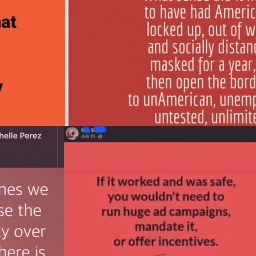 at
y
to have had Americ
locked up, out of w
and socially distanc
masked for a year,
then open the bord
to unAmerican, unemp
untested, unlimite
helle Perez
nes we
se the
y over
here is
If it worked and was safe,
you wouldn't need to
run huge ad campaigns,
mandate it,
or offer incentives.